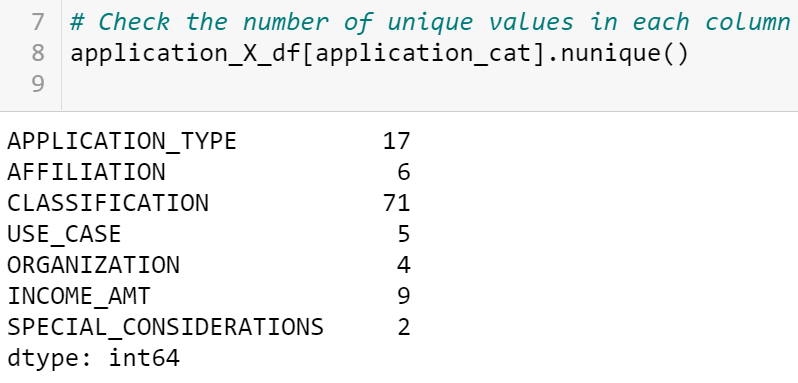 7 # Check the number of unique values in each column
8 application_X_df[application_cat].nunique()
9
APPLICATION_TYPE 17
AFFILIATION 6
CLASSIFICATION 71
USE_CASE 5
ORGANIZATION 4
INCOME_AMT 9
SPECIAL_CONSIDERATIONS 2
dtype: int64